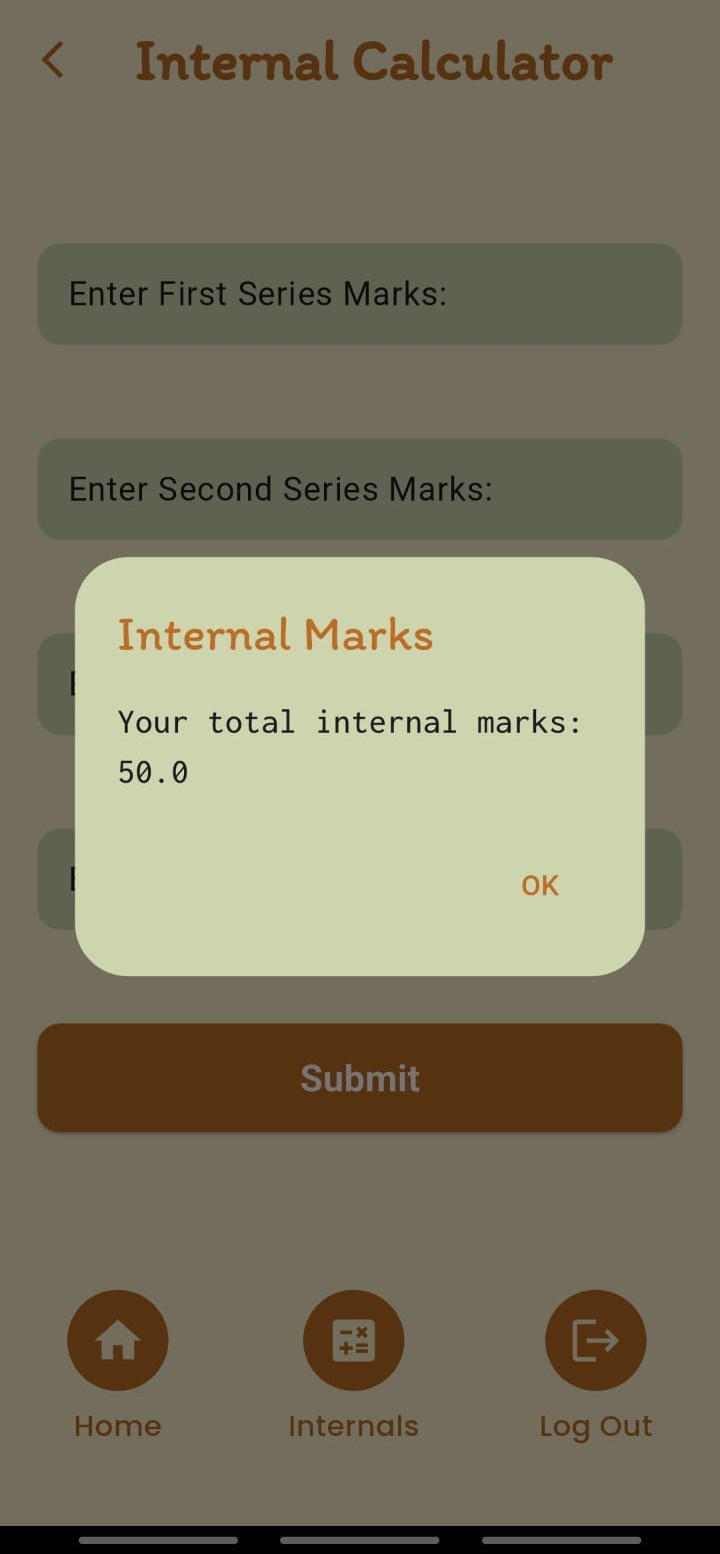 Internal Calculator
Enter First Series Marks:
Enter Second Series Marks:
Internal Marks
Your total internal marks:
50.0
OK
Submit
Home
Internals
Log Out